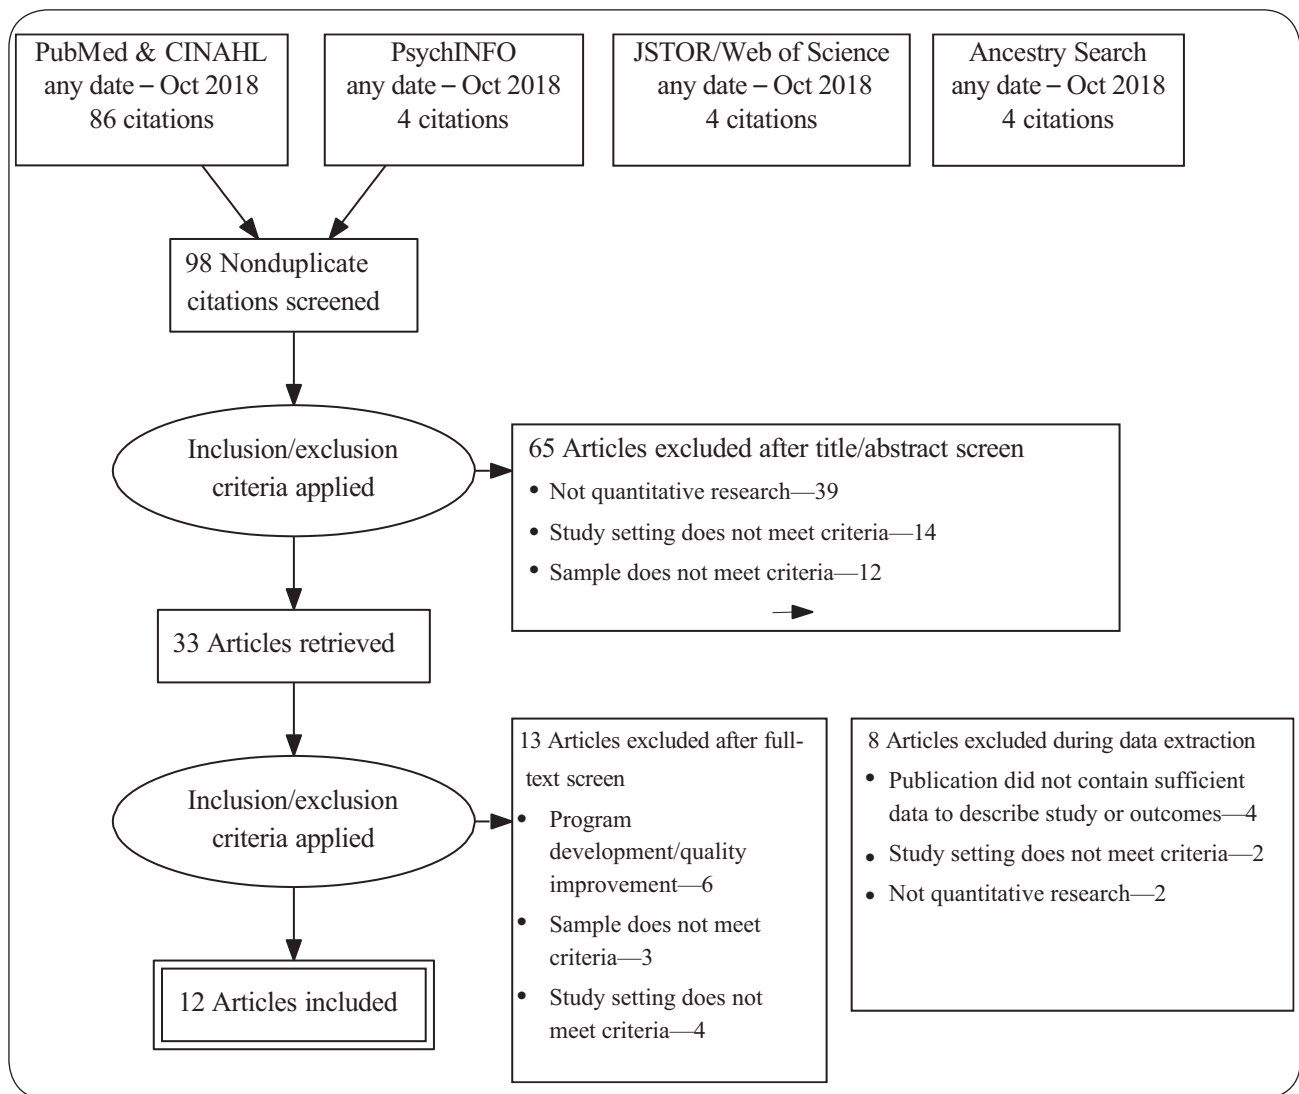 PubMed & CINAHL
any date – Oct 2018
86 citations
PsychINFO
any date – Oct 2018
4 citations
JSTOR/Web of Science
any date – Oct 2018
4 citations
Ancestry Search
any date – Oct 2018
4 citations
98 Nonduplicate
citations screened
Inclusion/exclusion
criteria applied
65 Articles excluded after title/abstract screen
• Not quantitative research—39
• Study setting does not meet criteria—14
• Sample does not meet criteria—12
33 Articles retrieved
Inclusion/exclusion
criteria applied
13 Articles excluded after full-
text screen
• Program
development/quality
improvement—6
• Sample does not meet
criteria—3
• Study setting does not
meet criteria—4
8 Articles excluded during data extraction
• Publication did not contain sufficient
data to describe study or outcomes—4
• Study setting does not meet criteria—2
• Not quantitative research—2
12 Articles included